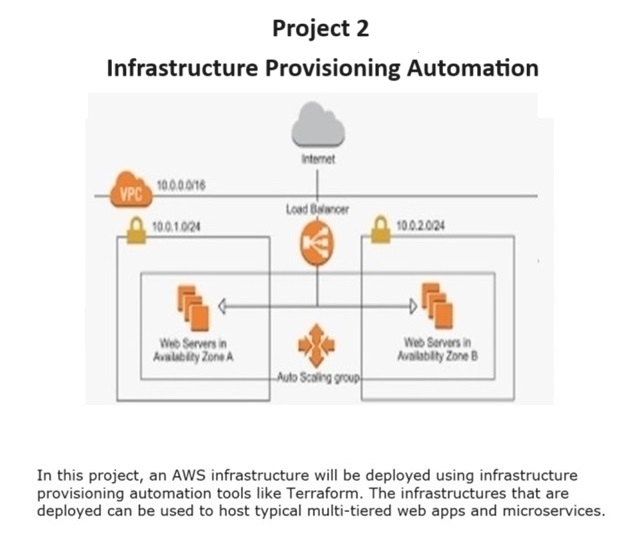 Project 2
Infrastructure Provisioning Automation
Internet
VPC
10.0.0.0/16
Load Balancer
10.0.1.0/24
10.0.2.0/24
Web Servers in
Availability Zone A
Web Servers in
Availability Zone B
Auto Scaling group
In this project, an AWS infrastructure will be deployed using infrastructure
provisioning automation tools like Terraform. The infrastructures that are
deployed can be used to host typical multi-tiered web apps and microservices.